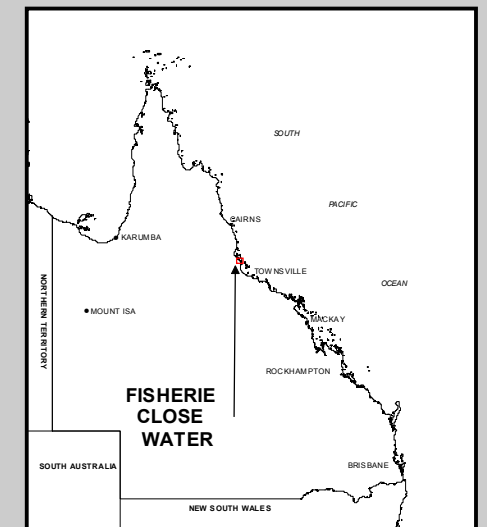 SOUTH
PACIFIC
CAIRNS
KARUMBA
TOWNSVILLE
OCEAN
NORTHERN TERRITORY
MOUNT ISA
MACKAY
ROCKHAMPTON
FISHERIE
CLOSE
WATER
BRISBANE
SOUTH AUSTRALIA
NEW SOUTH WALES